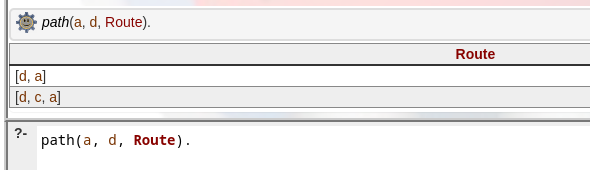 path(a, d, Route).
Route
[d, a]
[d, c, a]
?- path(a, d, Route).